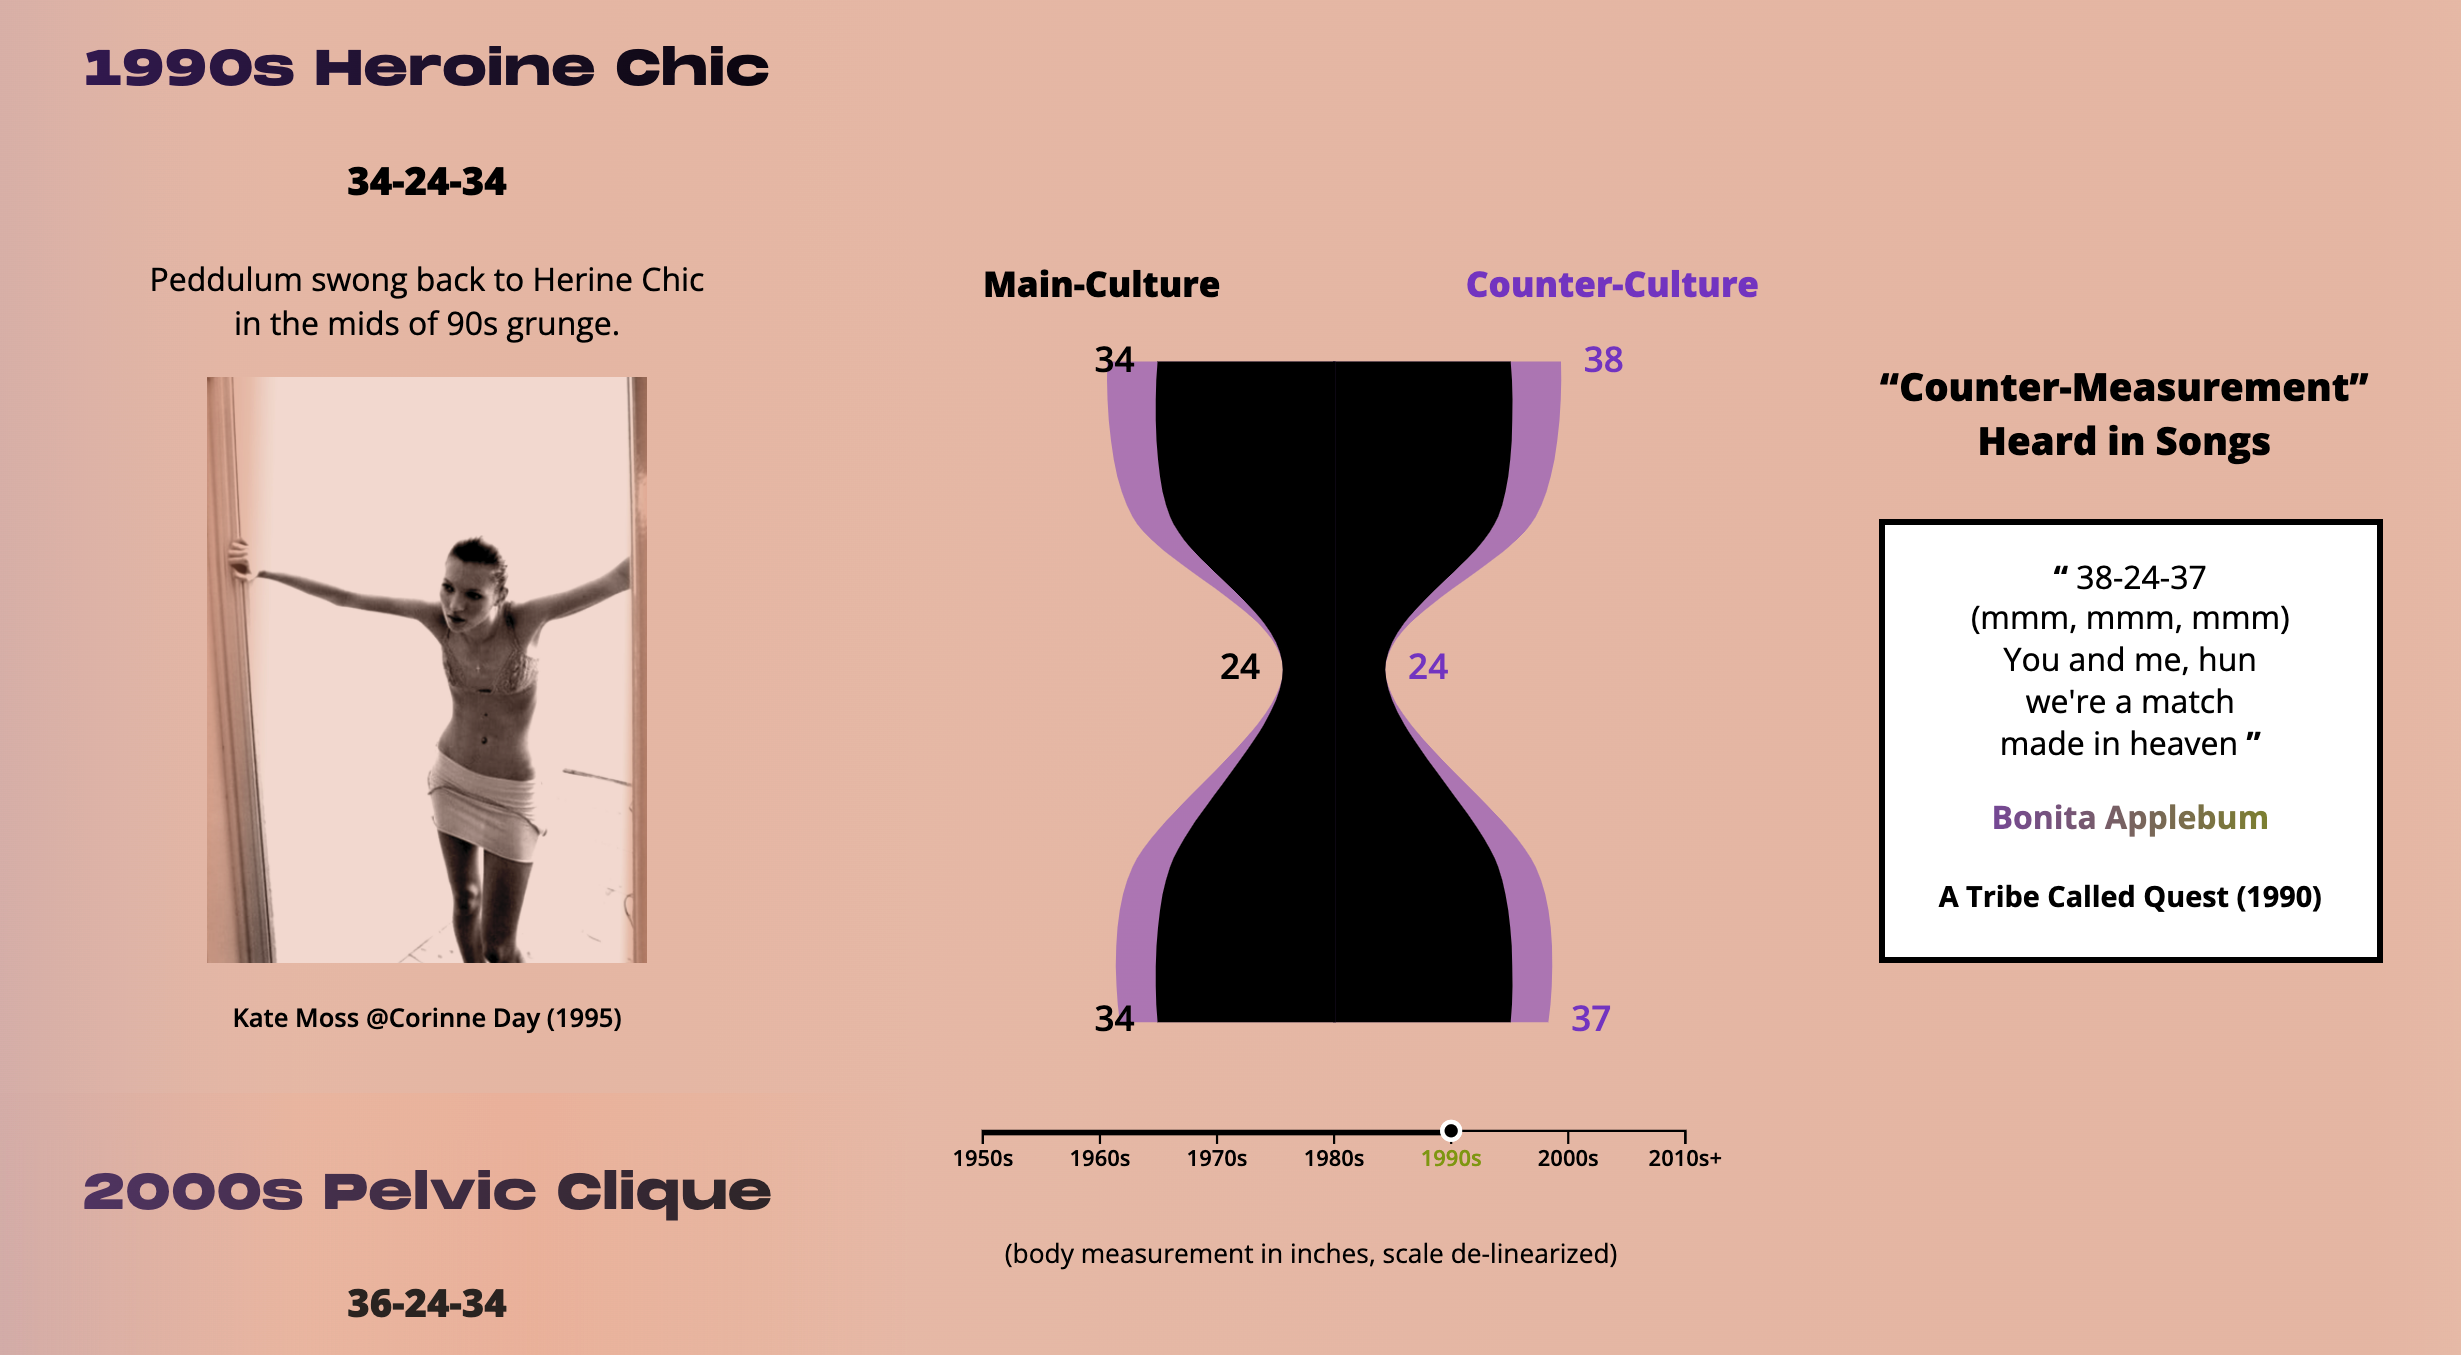 1990s Heroine Chic
34-24-34
Peddulum swong back to Herine Chic
in the mids of 90s grunge.
Kate Moss @Corinne Day (1995)
2000s Pelvic Clique
36-24-34
Main-Culture
Counter-Culture
34
38
24
24
34
37
1950s
1960s
1970s
1980s
1990s
2000s
2010s+
(body measurement in inches, scale de-linearized)
“Counter-Measurement”
Heard in Songs
“ 38-24-37
(mmm, mmm, mmm)
You and me, hun
we're a match
made in heaven ”
Bonita Applebum
A Tribe Called Quest (1990)